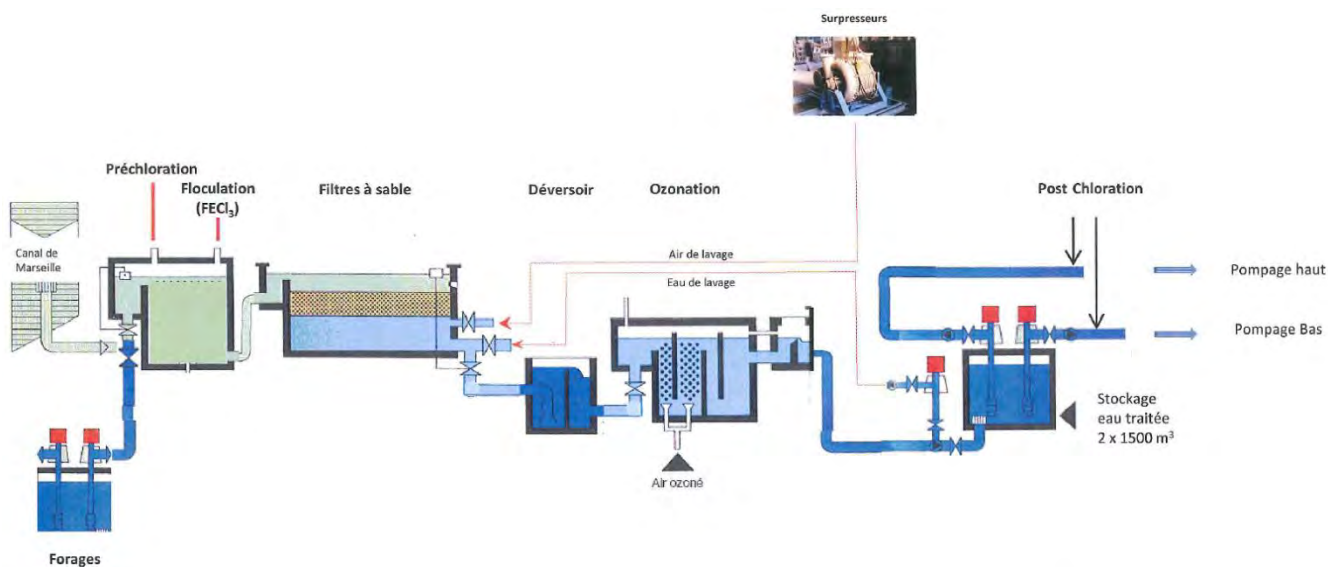 Surpresseurs
Préchloration
Floculation
(FECl₃)
Filtres à sable
Déversoir
Ozonation
Post Chloration
Canal de
Marseille
Air de lavage
Eau de lavage
Pompage haut
Pompage Bas
Stockage
eau traitée
2 x 1500 m³
Air ozoné
Forages